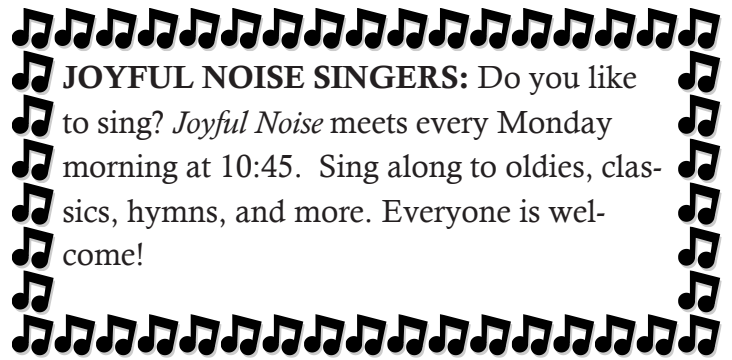 JOYFUL NOISE SINGERS: Do you like
to sing? Joyful Noise meets every Monday
morning at 10:45.  Sing along to oldies, clas-
sics, hymns, and more. Everyone is wel-
come!